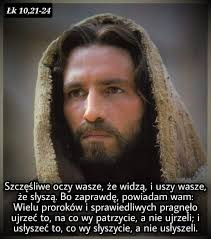 Łk 10,21-24
Szczęśliwe oczy wasze, że widzą, i uszy wasze,
że słyszą. Bo zaprawdę, powiadam wam:
Wielu proroków i sprawiedliwych pragnęło
ujrzeć to, na co wy patrzycie, a nie ujrzeli; i
usłyszeć to, co wy słyszycie, a nie usłyszeli.